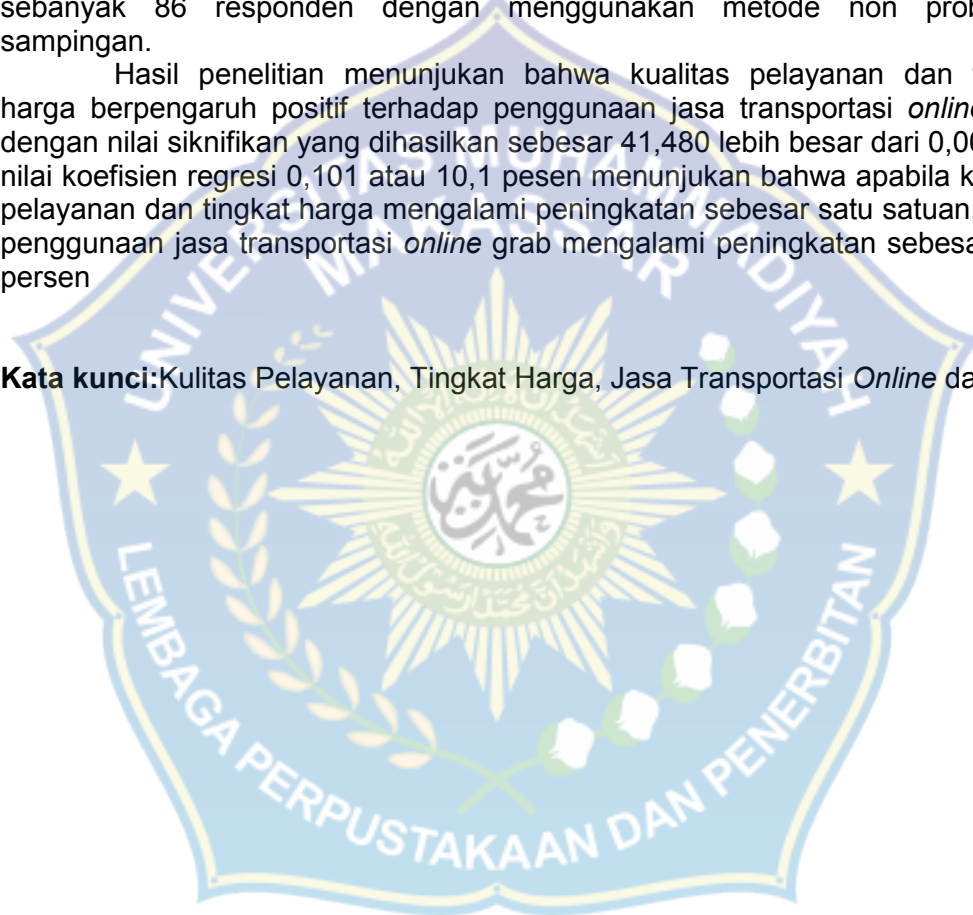 sebanyak 86 responden dengan menggunakan metode non prob
sampingan.
Hasil penelitian menunjukan bahwa kualitas pelayanan dan
harga berpengaruh positif terhadap penggunaan jasa transportasi online
dengan nilai siknifikan yang dihasilkan sebesar 41,480 lebih besar dari 0,00
nilai koefisien regresi 0,101 atau 10,1 pesen menunjukan bahwa apabila k
pelayanan dan tingkat harga mengalami peningkatan sebesar satu satuan.
penggunaan jasa transportasi online grab mengalami peningkatan sebesa
persen
Kata kunci:Kulitas Pelayanan, Tingkat Harga, Jasa Transportasi Online da
UNIVERSITAS MUHAMMADIYAH
MAKASSAR
LEMBAGA PERPUSTAKAAN DAN PENERBITAN